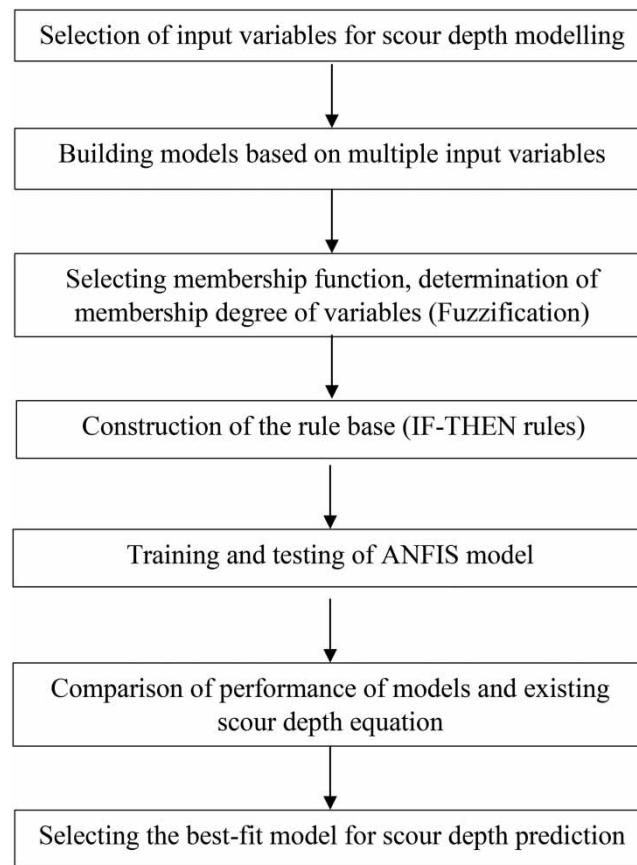 Selection of input variables for scour depth modelling
Building models based on multiple input variables
Selecting membership function, determination of
membership degree of variables (Fuzzification)
Construction of the rule base (IF-THEN rules)
Training and testing of ANFIS model
Comparison of performance of models and existing
scour depth equation
Selecting the best-fit model for scour depth prediction